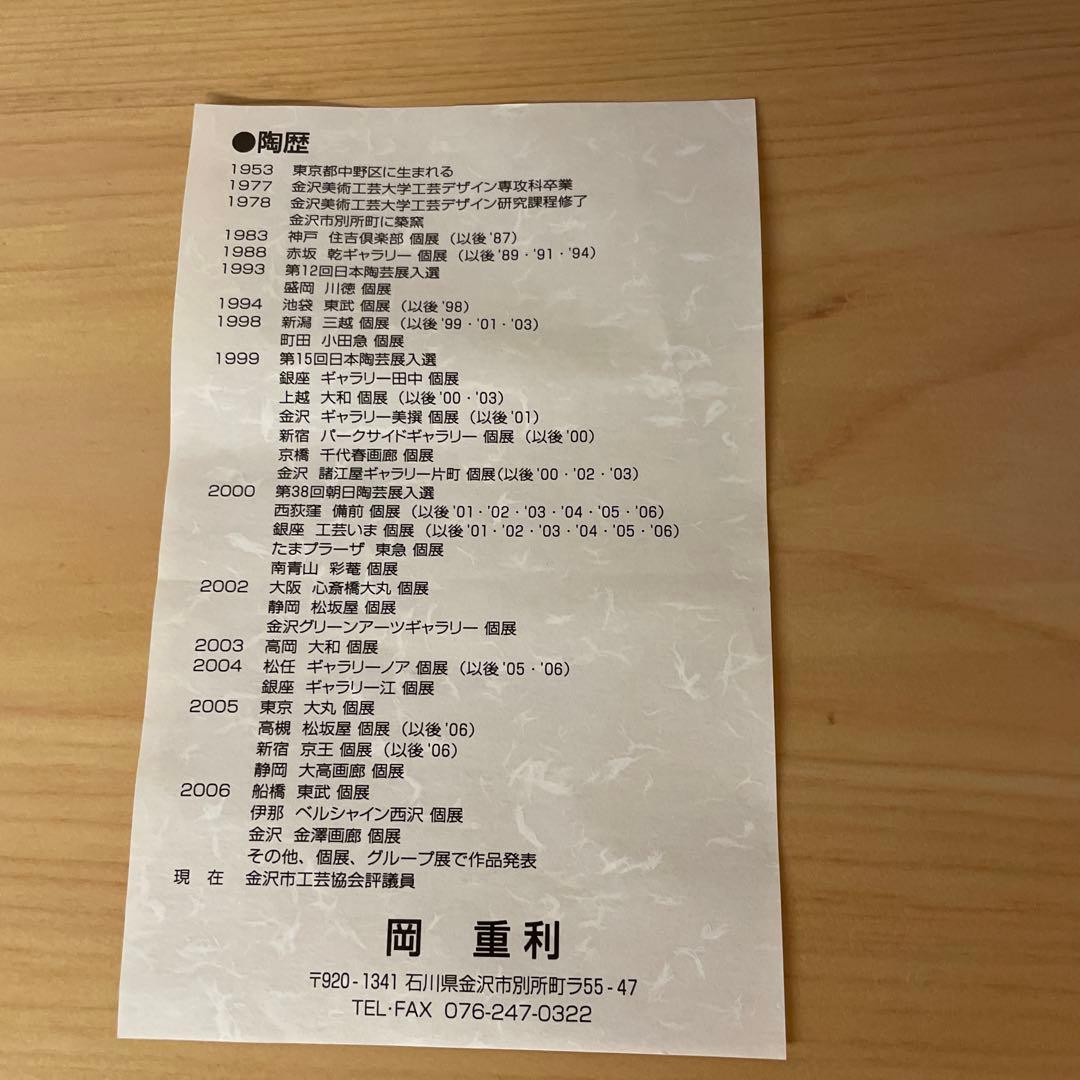 ●陶歴
1953 東京都中野区に生まれる
1977 金沢美術工芸大学工芸デザイン専攻科卒業
1978 金沢美術工芸大学工芸デザイン研究課程修了
金沢市別所町に築窯
1983 神戸 住吉倶楽部 個展 (以後'87)
1988 赤坂 乾ギャラリー 個展 (以後'89・'91・'94)
1993 第12回日本陶芸展入選
盛岡 川徳 個展
1994 池袋 東武 個展 (以後'98)
1998 新潟 三越 個展 (以後'99・'01・'03)
町田 小田急 個展
1999 第15回日本陶芸展入選
銀座 ギャラリー田中 個展
上越 大和 個展 (以後'00・'03)
金沢 ギャラリー美撰 個展 (以後'01)
新宿 パークサイドギャラリー 個展 (以後'00)
京橋 千代春画廊 個展
金沢 諸江屋ギャラリー片町 個展(以後'00・'02・'03)
2000 第38回朝日陶芸展入選
西荻窪 備前 個展 (以後'01・'02・'03・'04・'05・'06)
銀座 工芸いま 個展 (以後'01・'02・'03・'04・'05・'06)
たまプラーザ 東急 個展
南青山 彩菴 個展
2002 大阪 心斎橋大丸 個展
静岡 松坂屋 個展
金沢グリーンアーツギャラリー 個展
2003 高岡 大和 個展
2004 松任 ギャラリーノア 個展 (以後'05・'06)
銀座 ギャラリー江 個展
2005 東京 大丸 個展
高槻 松坂屋 個展 (以後'06)
新宿 京王 個展 (以後'06)
静岡 大高画廊 個展
2006 船橋 東武 個展
伊那 ベルシャイン西沢 個展
金沢 金澤画廊 個展
その他、個展、グループ展で作品発表
現 在 金沢市工芸協会評議員
岡 重利
〒920-1341 石川県金沢市別所町ラ55-47
TEL・FAX 076-247-0322